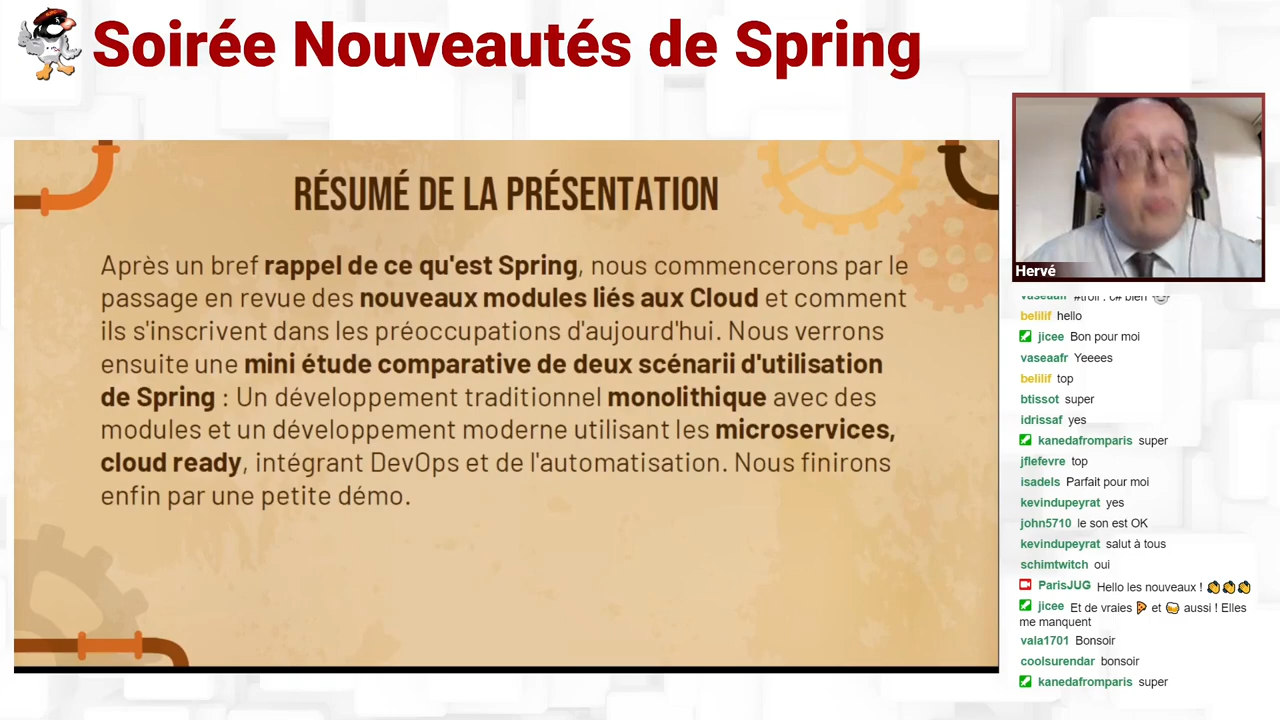 Soirée Nouveautés de Spring
RÉSUMÉ DE LA PRÉSENTATION
Après un bref rappel de ce qu'est Spring, nous commencerons par le
passage en revue des nouveaux modules liés aux Cloud et comment
ils s'inscrivent dans les préoccupations d'aujourd'hui. Nous verrons
ensuite une mini étude comparative de deux scénarii d'utilisation
de Spring : Un développement traditionnel monolithique avec des
modules et un développement moderne utilisant les microservices,
cloud ready, intégrant DevOps et de l'automatisation. Nous finirons
enfin par une petite démo.
Hervé
vaseaafr #troll : c# bien
belilif hello
jicee Bon pour moi
vaseaafr Yeeees
belilif top
btissot super
idrissaf yes
kanedafromparis super
jflefevre top
isadels Parfait pour moi
kevindupeyrat yes
john5710 le son est OK
kevindupeyrat salut à tous
schimtwitch oui
ParisJUG Hello les nouveaux ! 👏👏👏
jicee Et de vraies 🍕 et 🍻 aussi ! Elles
me manquent
vala1701 Bonsoir
coolsurendar bonsoir
kanedafromparis super